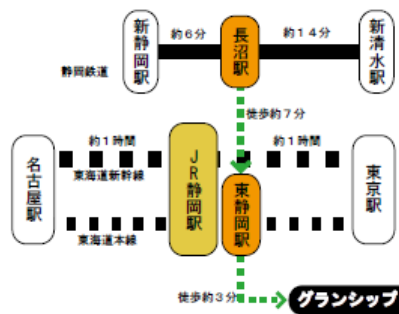 新静岡駅
約6分
長沼駅
約14分
新清水駅
静岡鉄道
徒歩約7分
名古屋駅
約1時間
東海道新幹線
東海道本線
JR静岡駅
東静岡駅
約1時間
東京駅
徒歩約3分
グランシップ